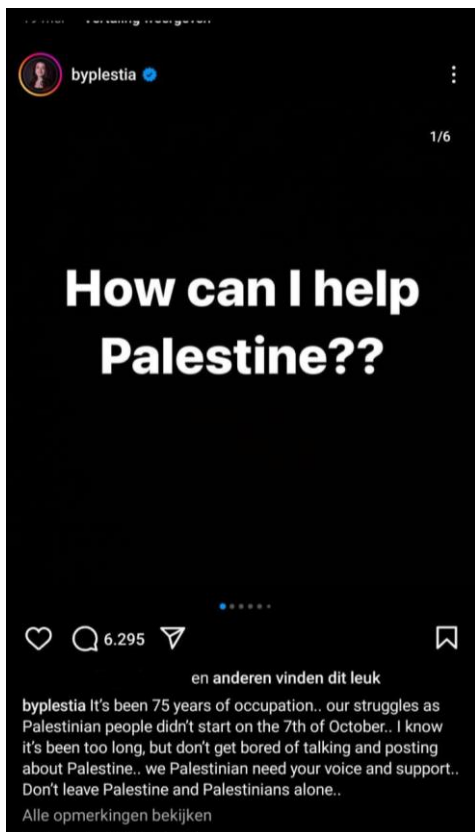 byplestia
1/6
How can I help
Palestine??
6.295
en anderen vinden dit leuk
byplestia It's been 75 years of occupation.. our struggles as
Palestinian people didn't start on the 7th of October.. I know
it's been too long, but don't get bored of talking and posting
about Palestine.. we Palestinian need your voice and support..
Don't leave Palestine and Palestinians alone..
Alle opmerkingen bekijken